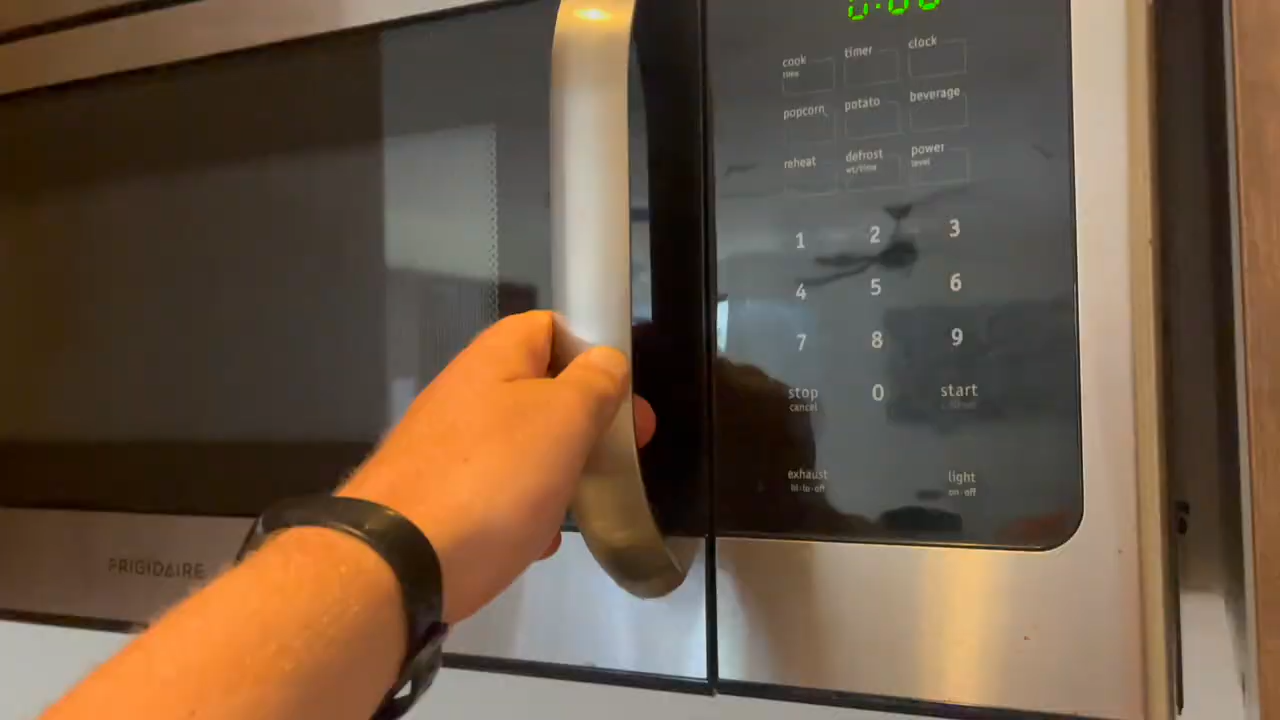 cook timer clock
time
popcorn potato beverage
reheat defrost power
wt/time level
1 2 3
4 5 6
7 8 9
stop 0 start
cancel
exhaust light
hi-lo-off on-off
FRIGIDAIRE